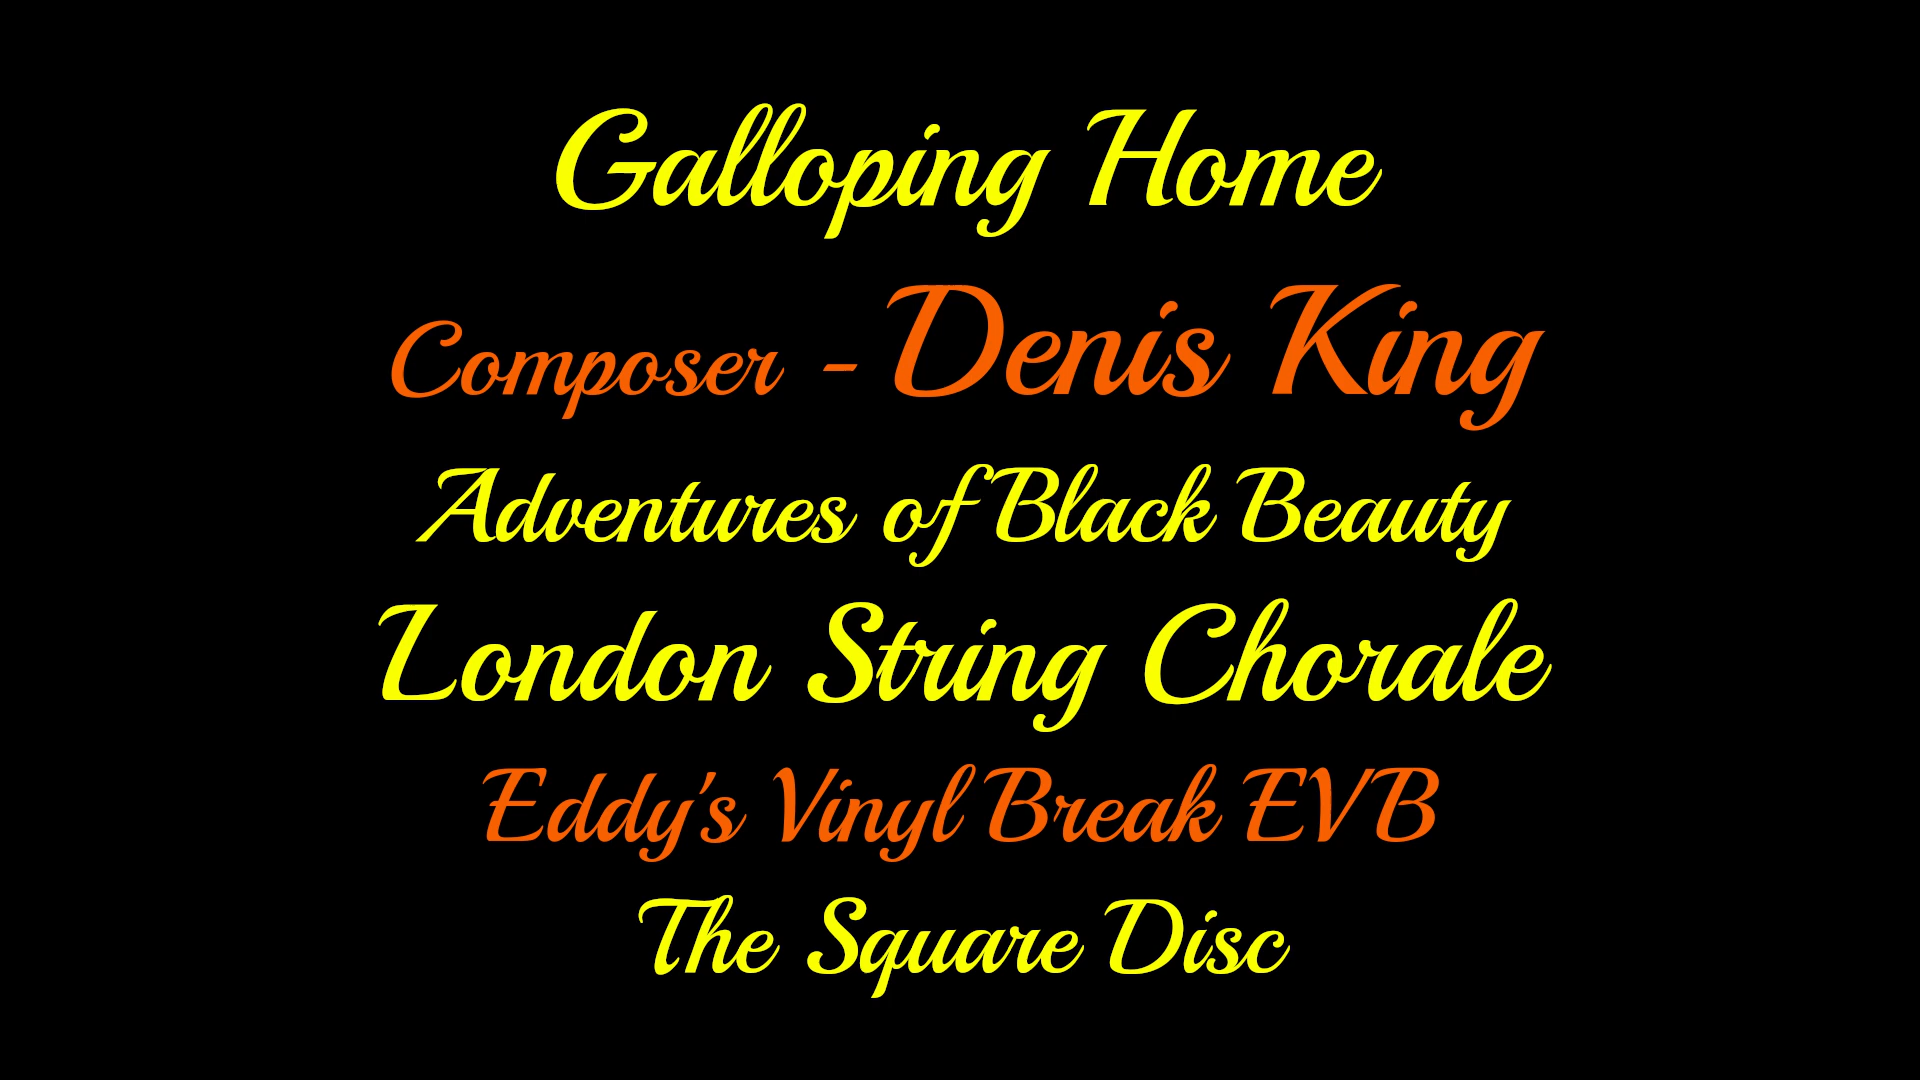 Galloping Home
Composer - Denis King
Adventures of Black Beauty
London String Chorale
Eddy's Vinyl Break EVB
The Square Disc